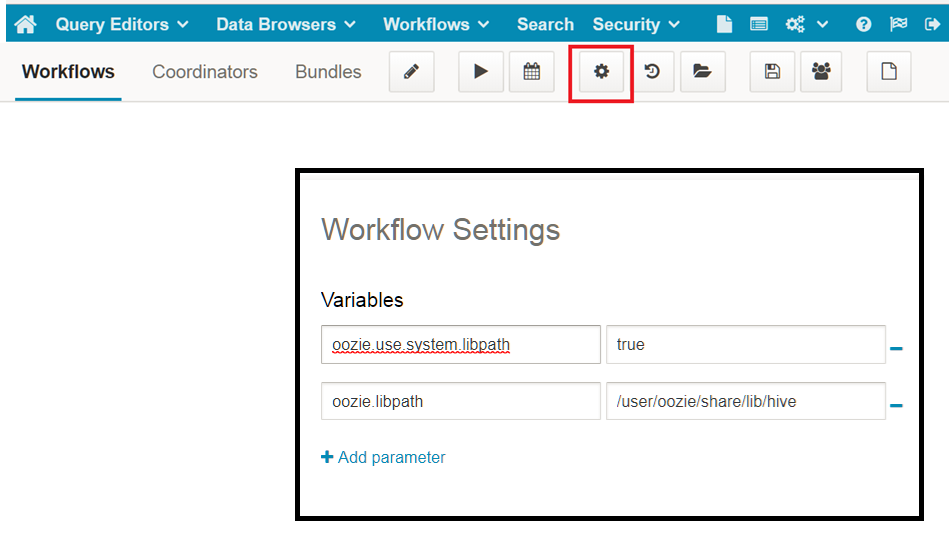 Query Editors Data Browsers Workflows Search Security
Workflows Coordinators Bundles
Workflow Settings
Variables
oozie.use.system.libpath true
oozie.libpath /user/oozie/share/lib/hive
Add parameter